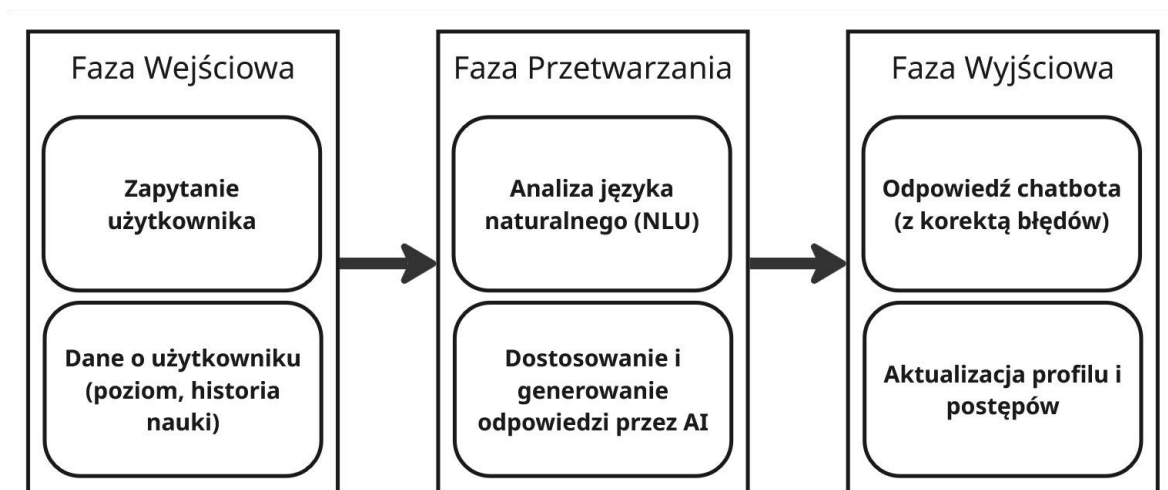 Faza Wejściowa
Zapytanie
użytkownika
Dane o użytkowniku
(poziom, historia
nauki)
Faza Przetwarzania
Analiza języka
naturalnego (NLU)
Dostosowanie i
generowanie
odpowiedzi przez AI
Faza Wyjściowa
Odpowiedź chatbota
(z korektą błędów)
Aktualizacja profilu i
postępów